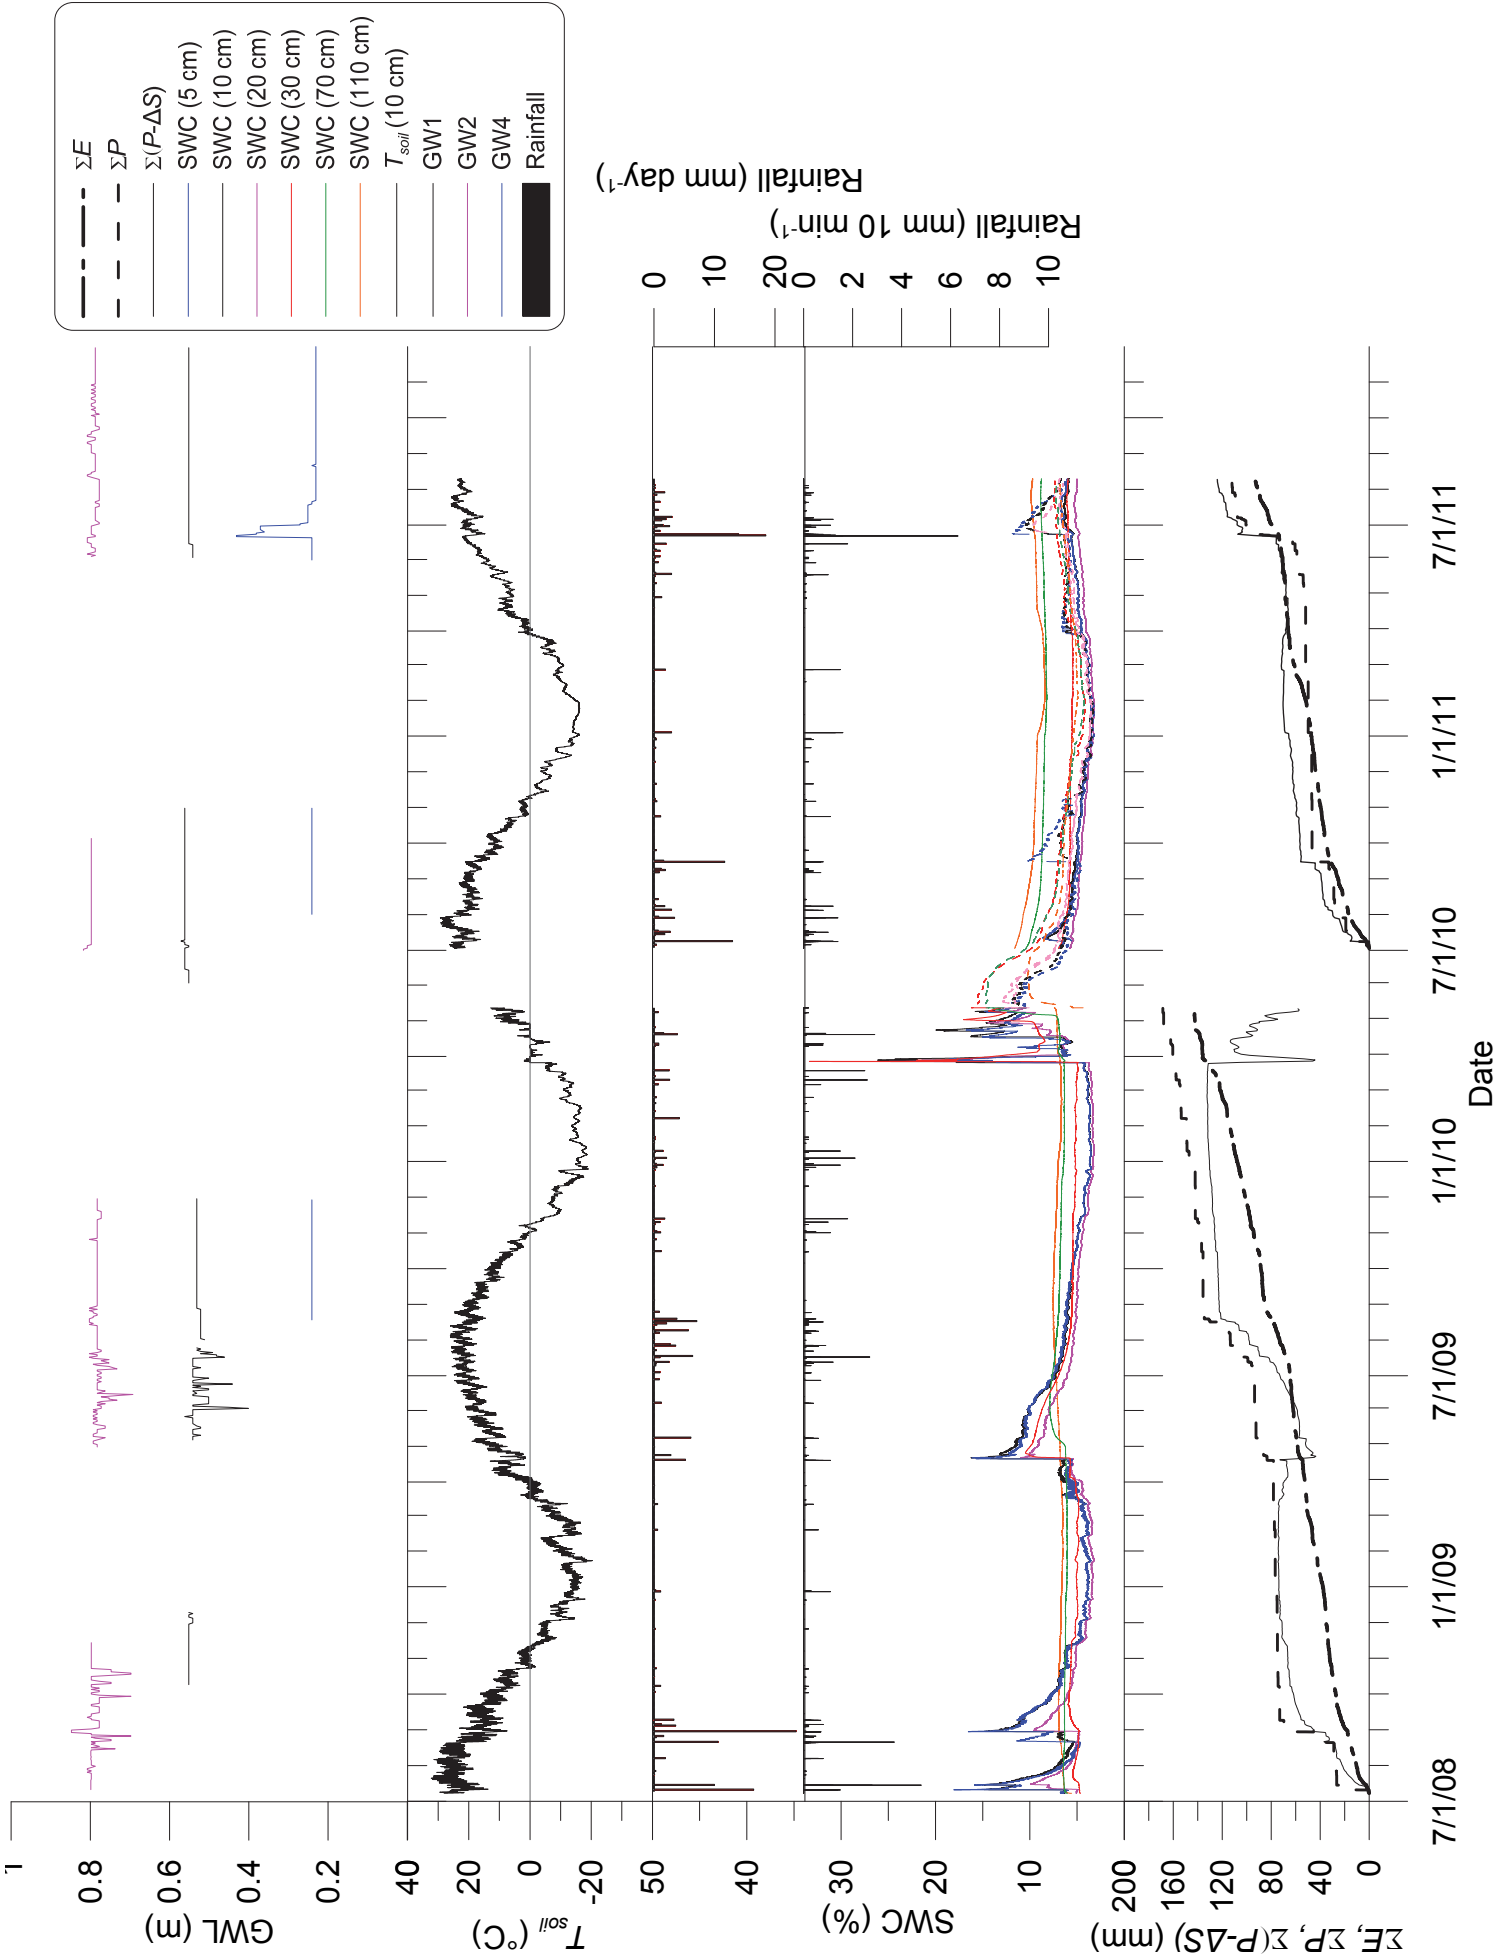 ΣE
ΣP
Σ(P-ΔS)
SWC (5 cm)
SWC (10 cm)
SWC (20 cm)
SWC (30 cm)
SWC (70 cm)
SWC (110 cm)
Tsoil (10 cm)
GW1
GW2
GW4
Rainfall
1
0.8
0.6
0.4
0.2
GWL (m)
40
20
0
-20
Tsoil (°C)
0
10
20
Rainfall (mm day-1)
0
2
4
6
8
10
Rainfall (mm 10 min-1)
50
40
30
20
10
0
SWC (%)
200
160
120
80
40
0
ΣE, ΣP, Σ(P-ΔS)
(mm)
7/1/08
1/1/09
7/1/09
1/1/10
7/1/10
1/1/11
7/1/11
Date